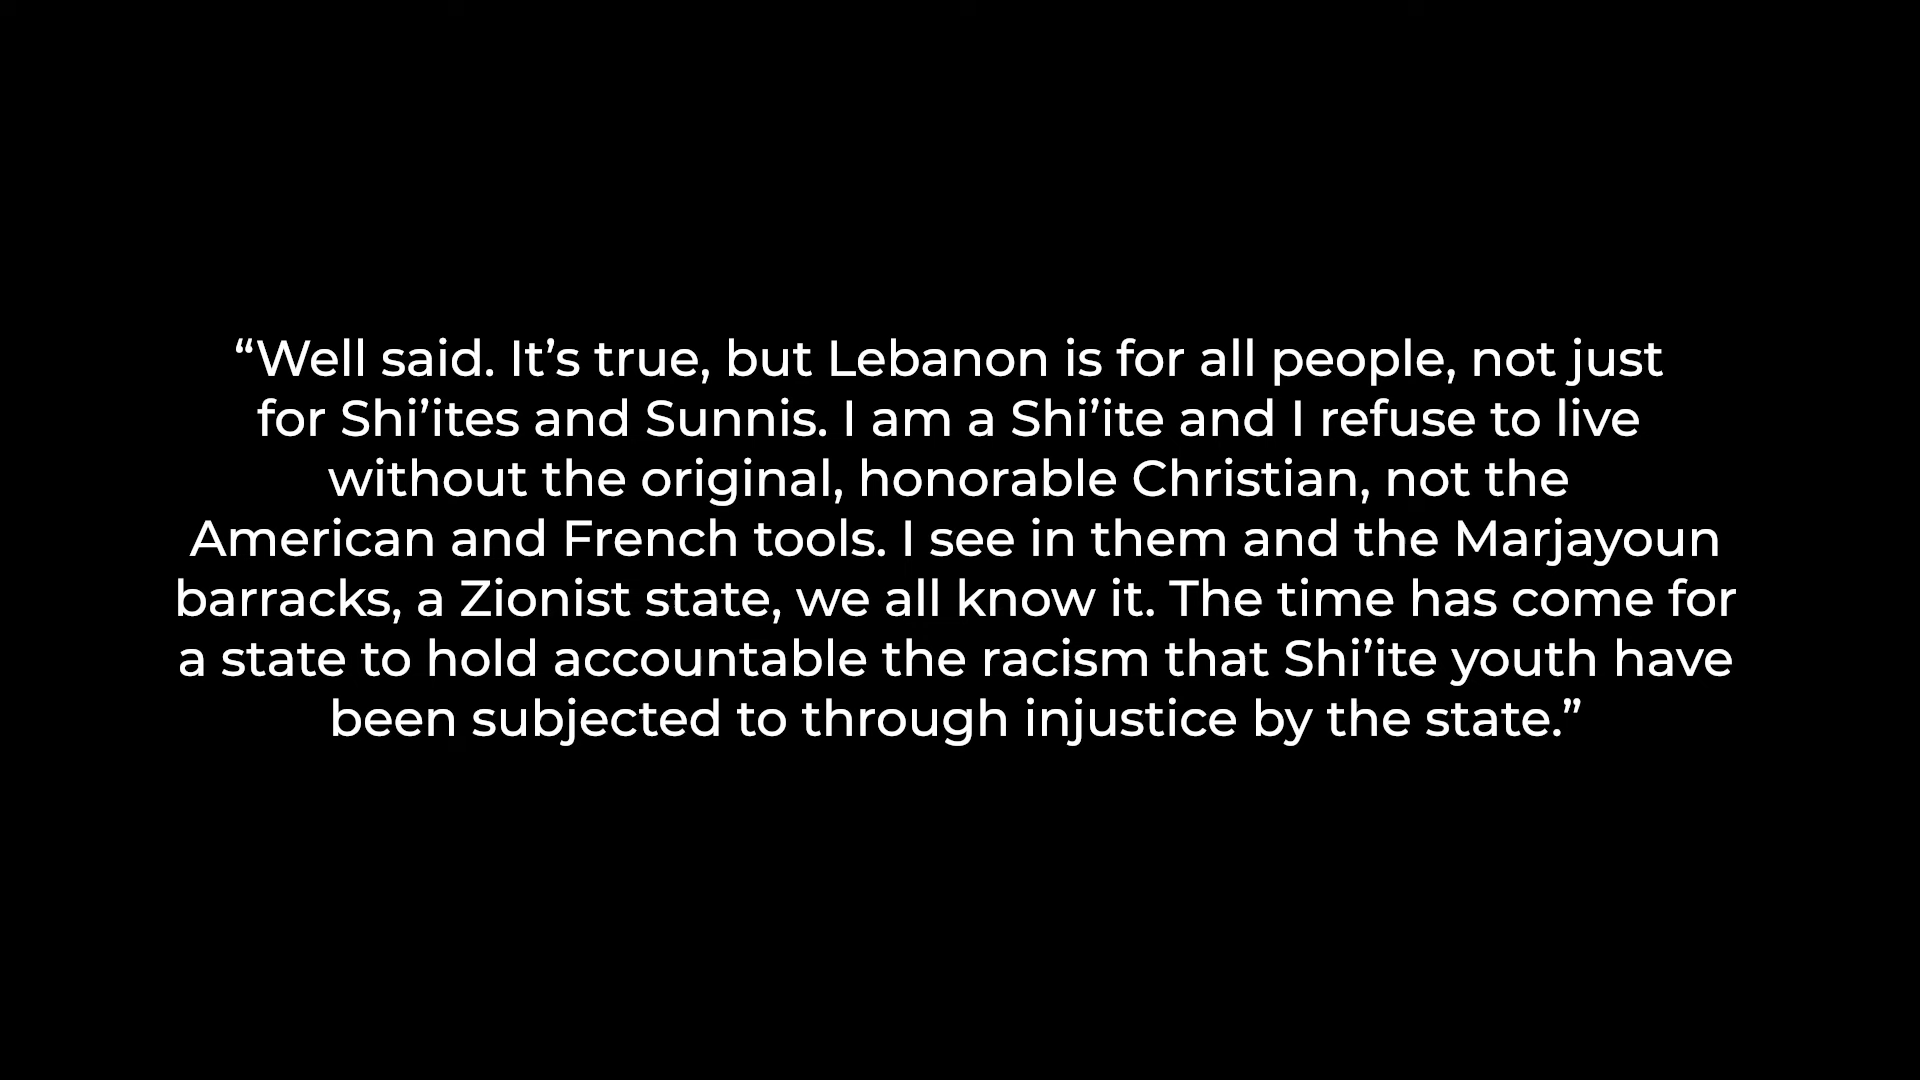 “Well said. It’s true, but Lebanon is for all people, not just
for Shi’ites and Sunnis. I am a Shi’ite and I refuse to live
without the original, honorable Christian, not the
American and French tools. I see in them and the Marjayoun
barracks, a Zionist state, we all know it. The time has come for
a state to hold accountable the racism that Shi’ite youth have
been subjected to through injustice by the state.”